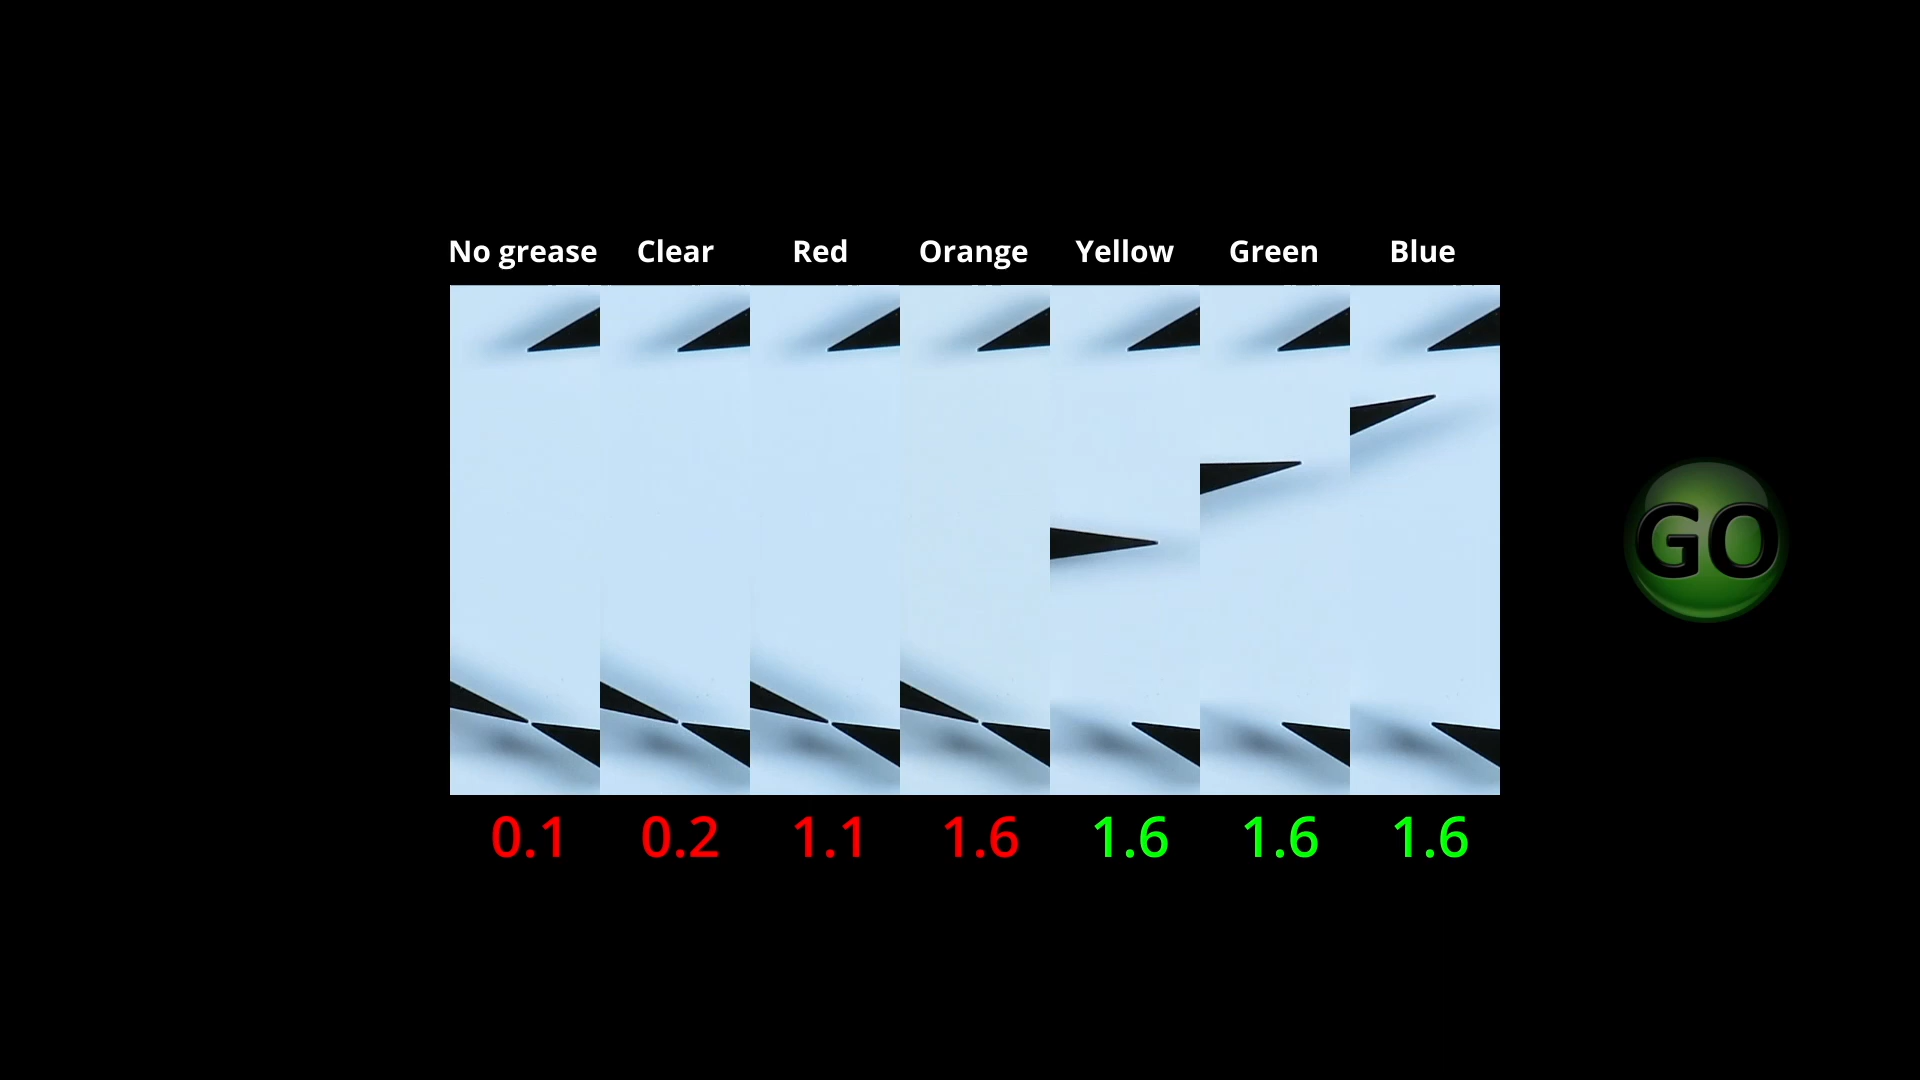 No grease Clear Red Orange Yellow Green Blue
GO
0.1 0.2 1.1 1.6 1.6 1.6 1.6